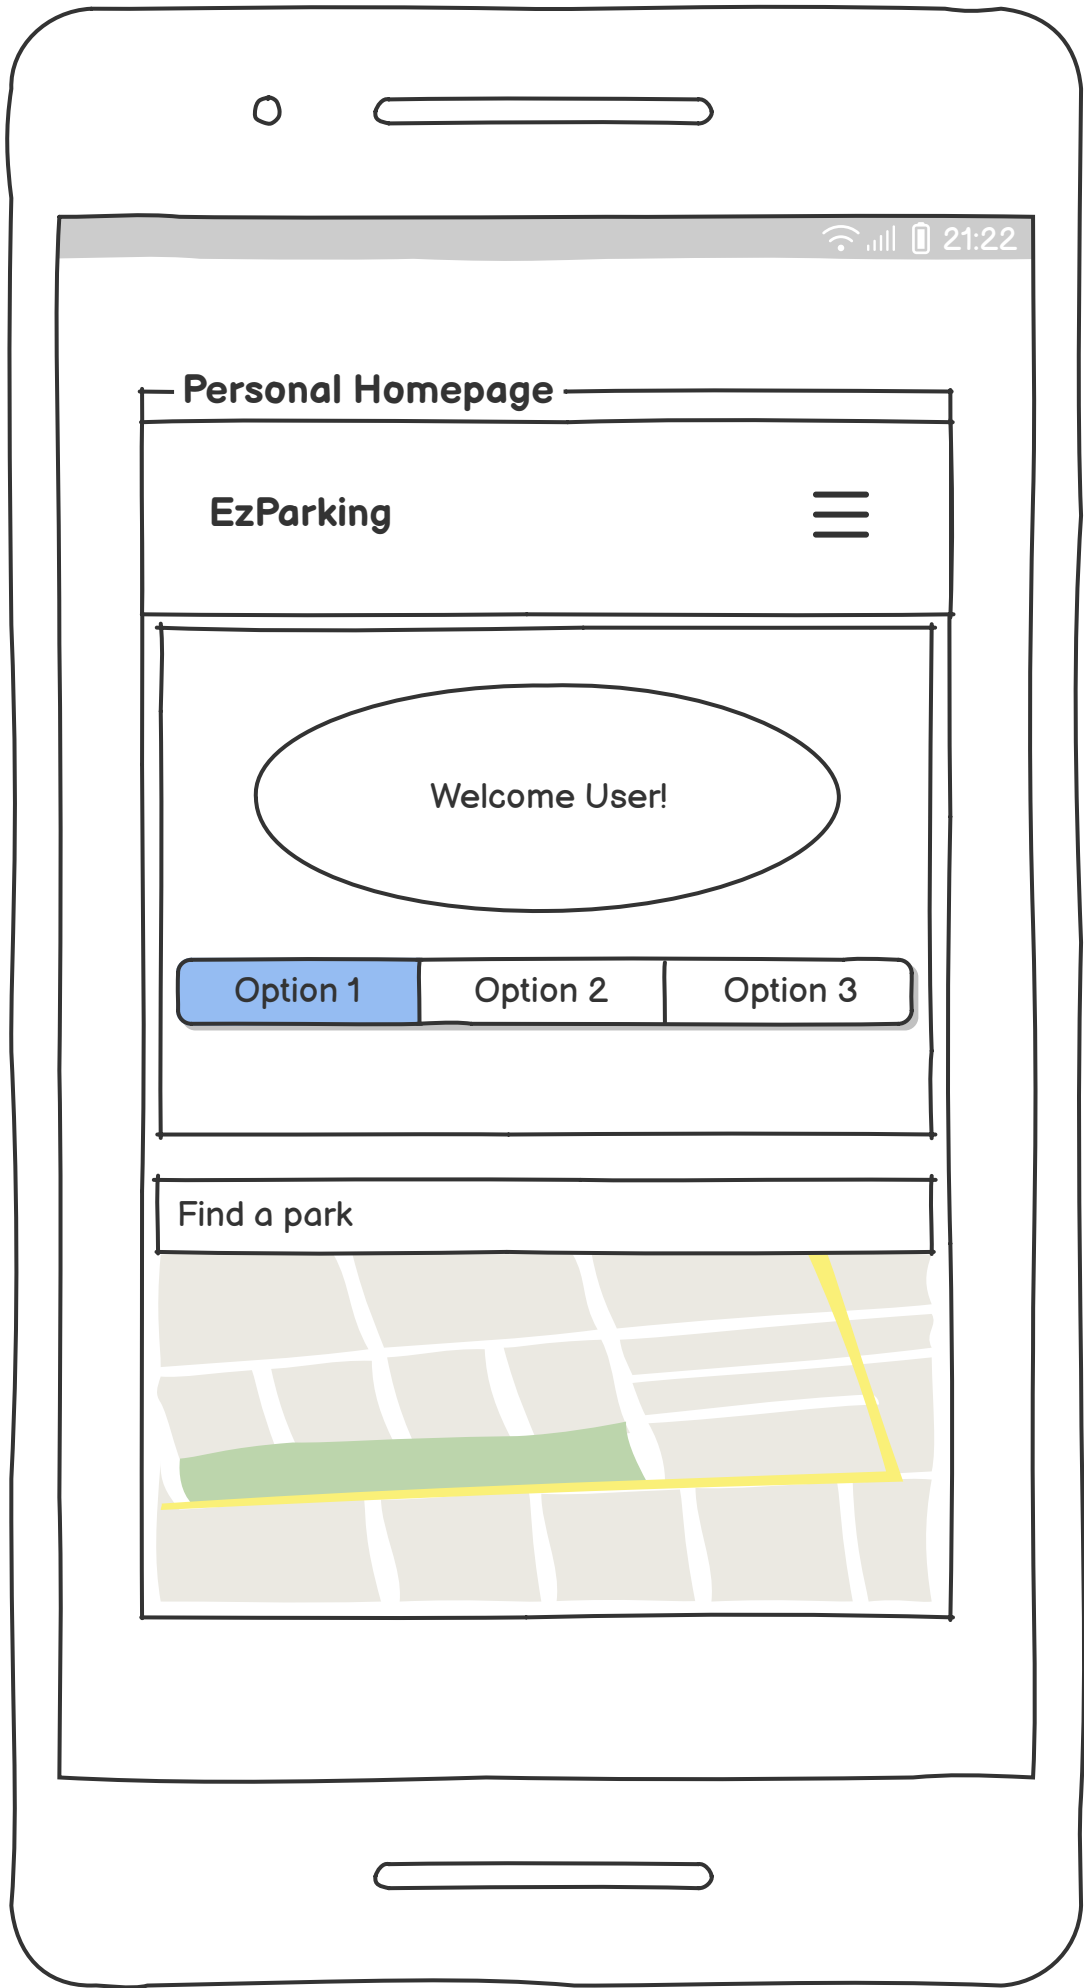 21:22
Personal Homepage
EzParking
Welcome User!
Option 1 Option 2 Option 3
Find a park